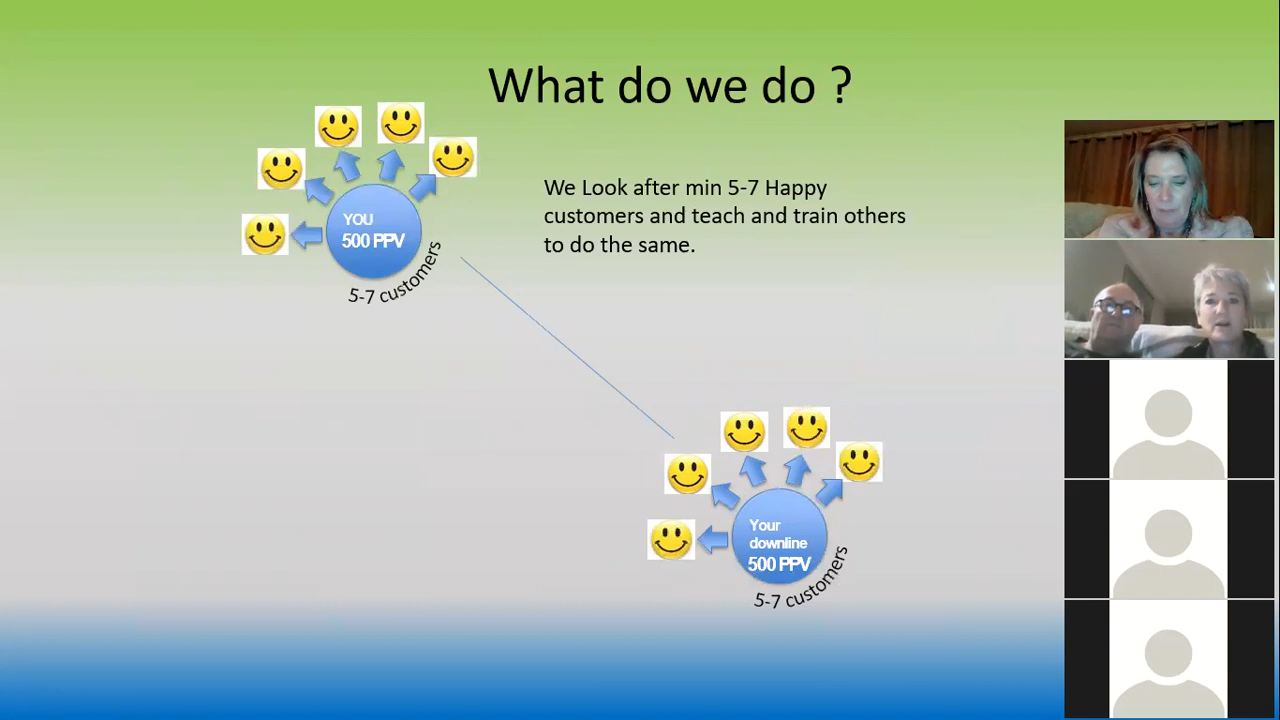 What do we do ?
YOU
500 PPV
5-7 customers
We Look after min 5-7 Happy
customers and teach and train others
to do the same.
Your
downline
500 PPV
5-7 customers